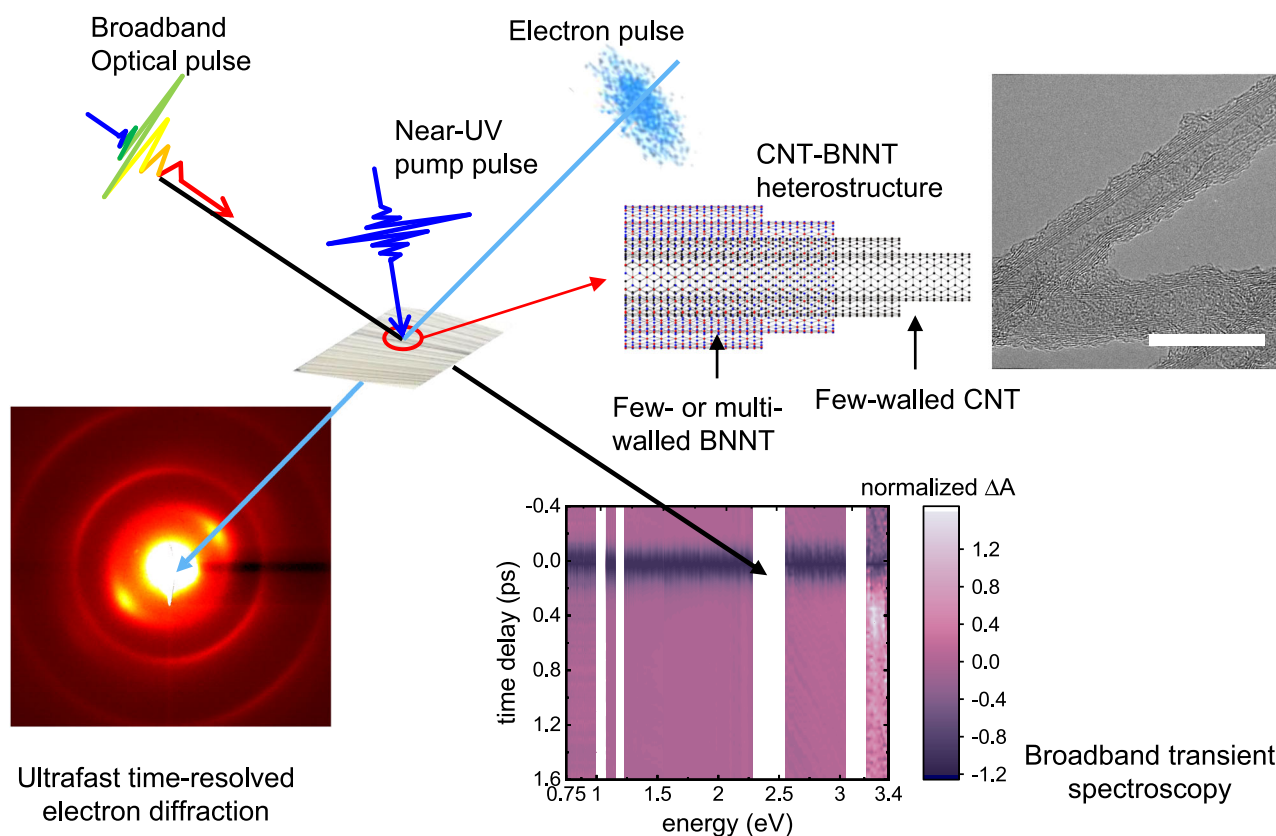 Broadband
Optical pulse
Electron pulse
Near-UV
pump pulse
CNT-BNNT
heterostructure
Few- or multi-
walled BNNT
Few-walled CNT
normalized ΔA
-0.4
0.0
0.4
0.8
1.2
1.6
time delay (ps)
0.75 1 1.5 2 2.5 3 3.4
energy (eV)
1.2
0.8
0.4
0.0
-0.4
-0.8
-1.2
Ultrafast time-resolved
electron diffraction
Broadband transient
spectroscopy